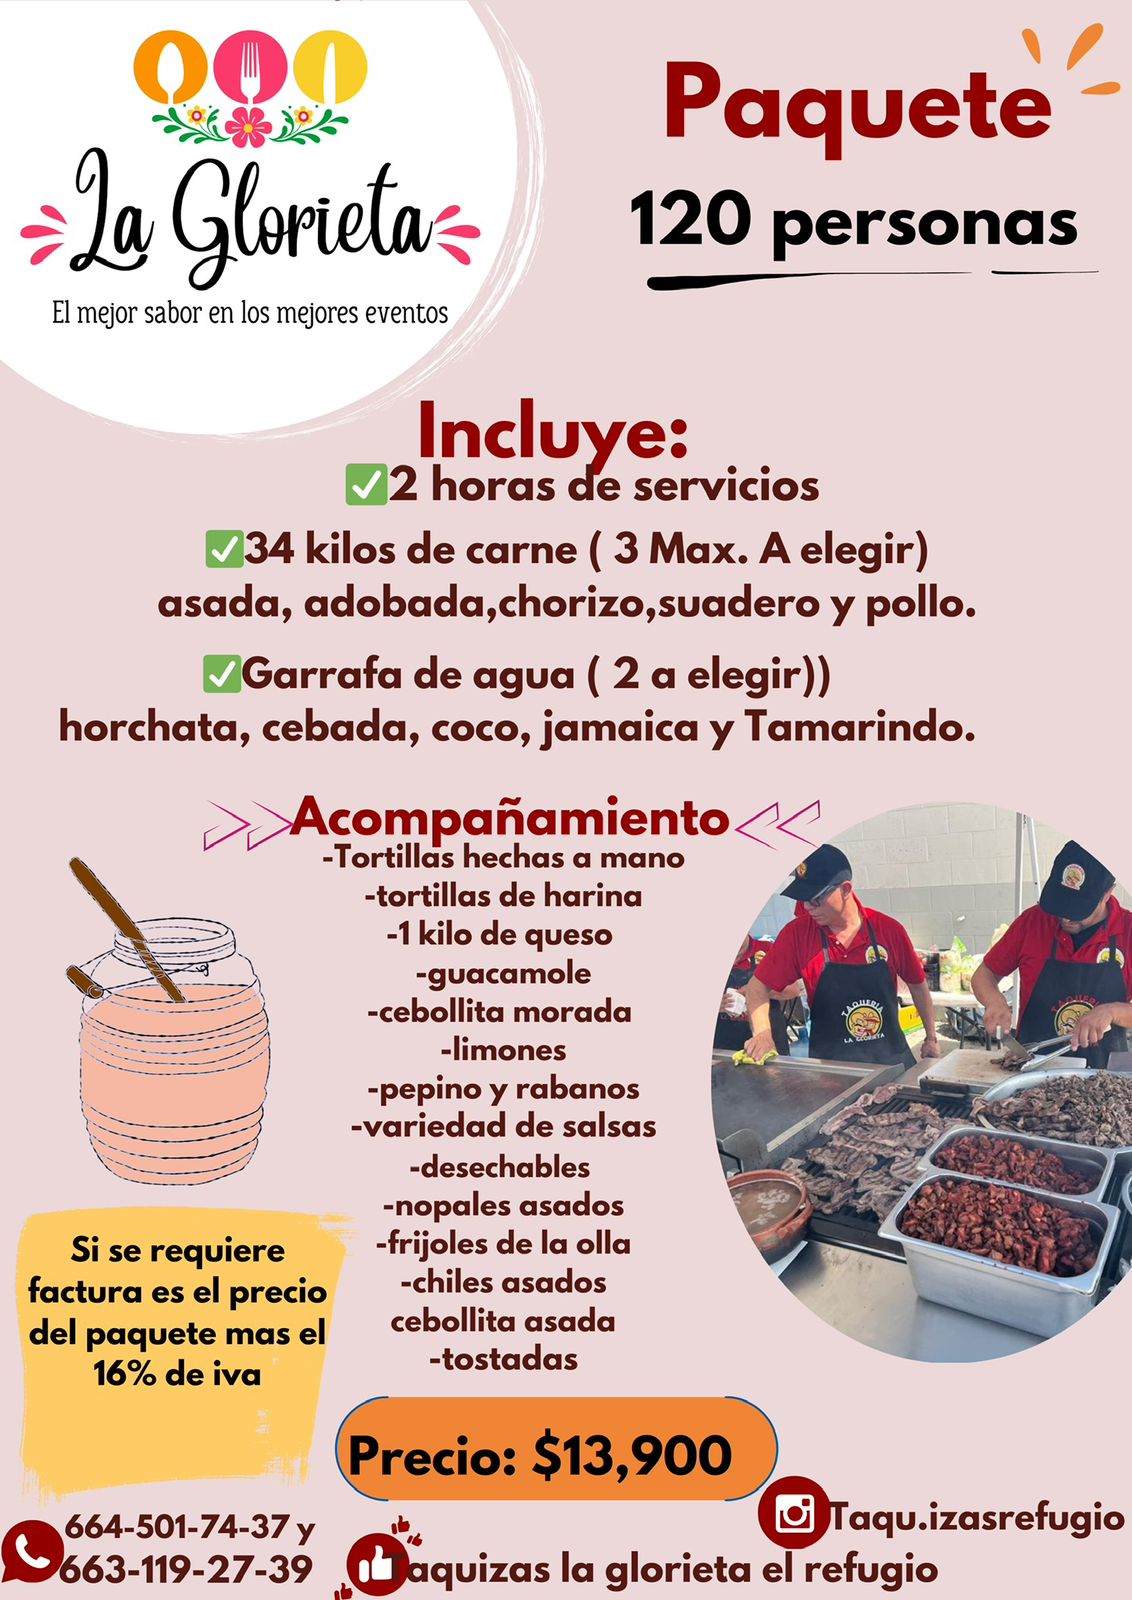 La Glorieta
El mejor sabor en los mejores eventos
Paquete
120 personas
Incluye:
✅2 horas de servicios
✅34 kilos de carne ( 3 Max. A elegir)
asada, adobada,chorizo,suadero y pollo.
✅Garrafa de agua ( 2 a elegir))
horchata, cebada, coco, jamaica y Tamarindo.
Acompañamiento
-Tortillas hechas a mano
-tortillas de harina
-1 kilo de queso
-guacamole
-cebollita morada
-limones
-pepino y rabanos
-variedad de salsas
-desechables
-nopales asados
-frijoles de la olla
-chiles asados
cebollita asada
-tostadas
TAQUERIA
LA GLORIETA
TAQUERIA
Si se requiere
factura es el precio
del paquete mas el
16% de iva
Precio: $13,900
664-501-74-37 y
663-119-27-39
Taqu.izasrefugio
Taquizas la glorieta el refugio